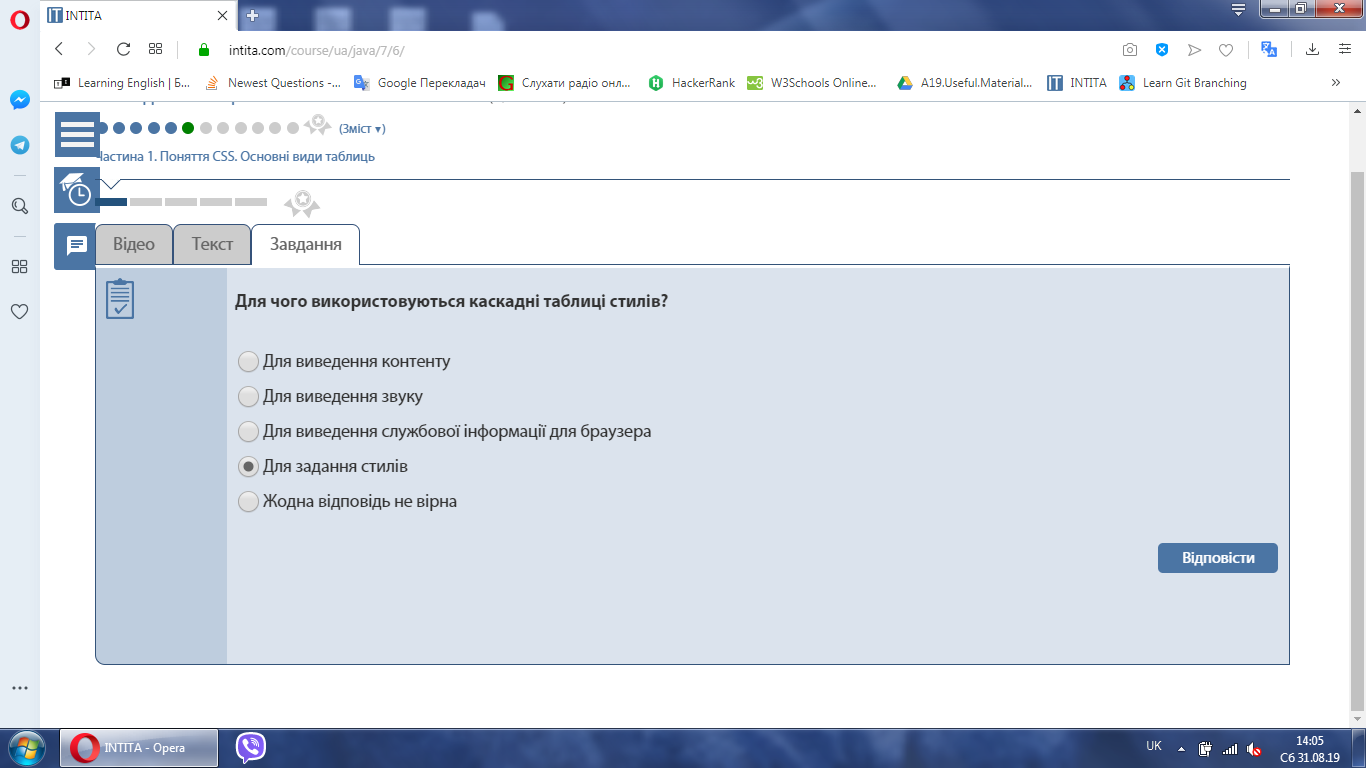 INTITA
intita.com/course/ua/java/7/6/
Learning English | Б...
Newest Questions -...
Google Перекладач
Слухати радіо онл...
HackerRank
W3Schools Online...
A19.Useful.Material...
INTITA
Learn Git Branching
»
(Зміст ▾)
Частина 1. Поняття CSS. Основні види таблиць
Відео
Текст
Завдання
Для чого використовуються каскадні таблиці стилів?
Для виведення контенту
Для виведення звуку
Для виведення службової інформації для браузера
Для задання стилів
Жодна відповідь не вірна
Відповісти
INTITA - Opera
UK
14:05
Сб 31.08.19